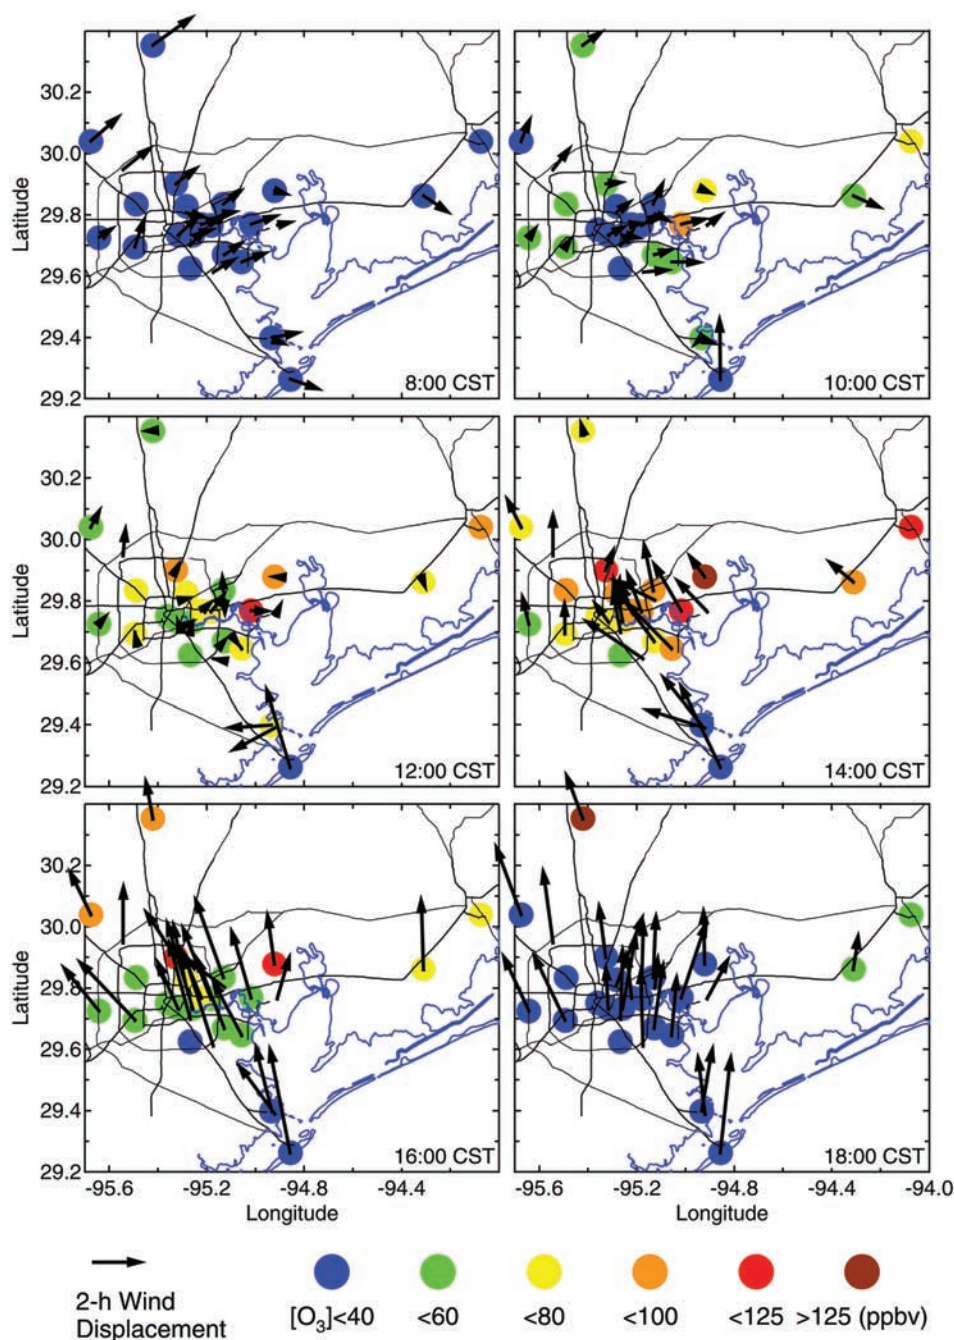 Latitude
30.2
30.0
29.8
29.6
29.4
29.2
8:00 CST
10:00 CST
Latitude
30.2
30.0
29.8
29.6
29.4
29.2
12:00 CST
14:00 CST
Latitude
30.2
30.0
29.8
29.6
29.4
29.2
16:00 CST
18:00 CST
-95.6 -95.2 -94.8 -94.4 -95.6 -95.2 -94.8 -94.4 -94.0
Longitude Longitude
2-h Wind
Displacement
[O₃]<40 <60 <80 <100 <125 >125 (ppbv)